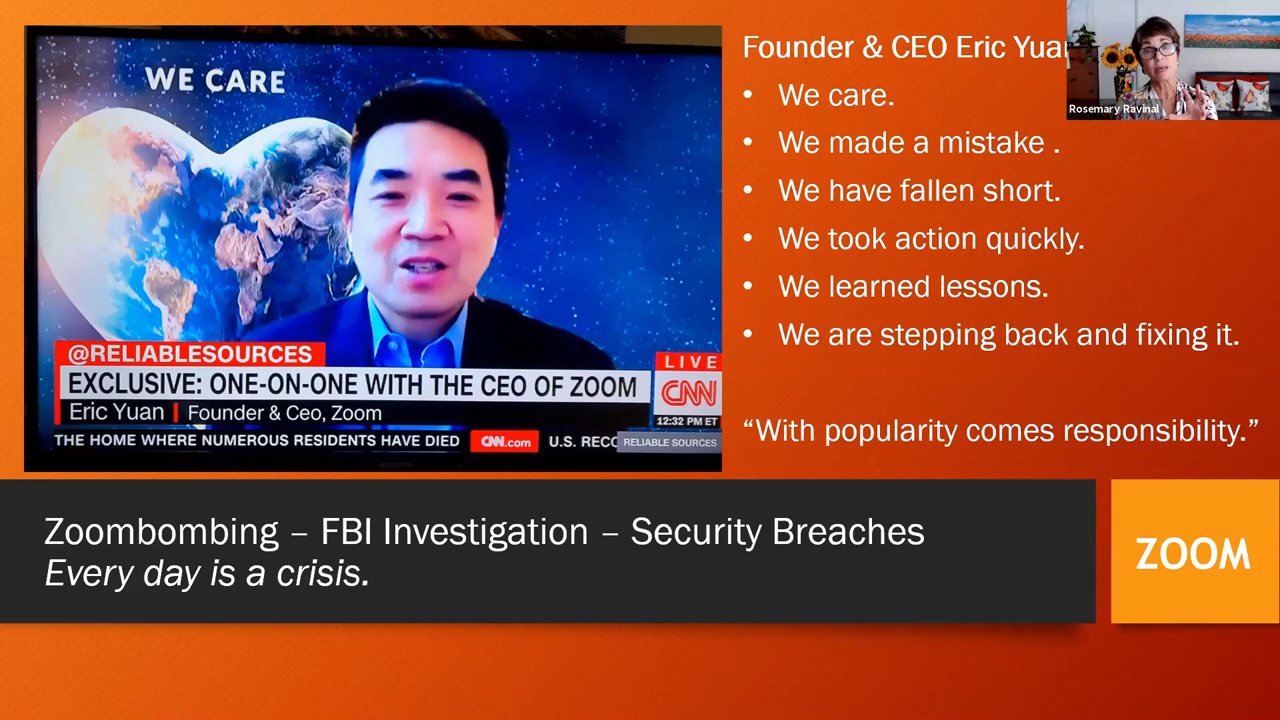 WE CARE
@RELIABLESOURCES
EXCLUSIVE: ONE-ON-ONE WITH THE CEO OF ZOOM
Eric Yuan | Founder & Ceo, Zoom
THE HOME WHERE NUMEROUS RESIDENTS HAVE DIED CNN.com U.S. RECO RELIABLE SOURCES
LIVE
CNN
12:32 PM ET
Founder & CEO Eric Yuan
• We care.
• We made a mistake .
• We have fallen short.
• We took action quickly.
• We learned lessons.
• We are stepping back and fixing it.
“With popularity comes responsibility.”
Rosemary Ravinal
Zoombombing – FBI Investigation – Security Breaches
Every day is a crisis.
ZOOM